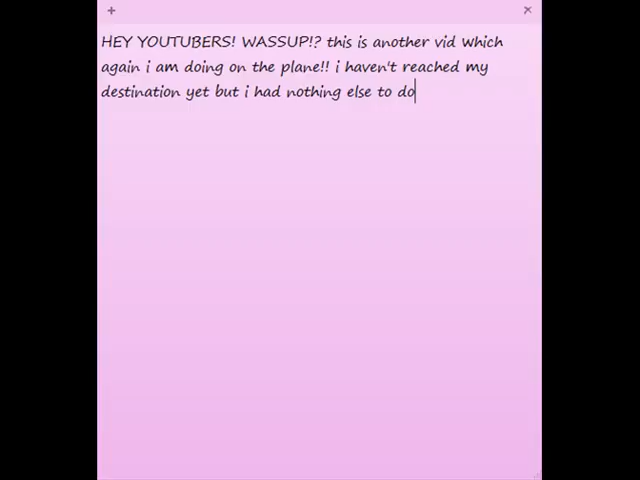 HEY YOUTUBERS! WASSUP!? this is another vid which
again i am doing on the plane!! i haven't reached my
destination yet but i had nothing else to do